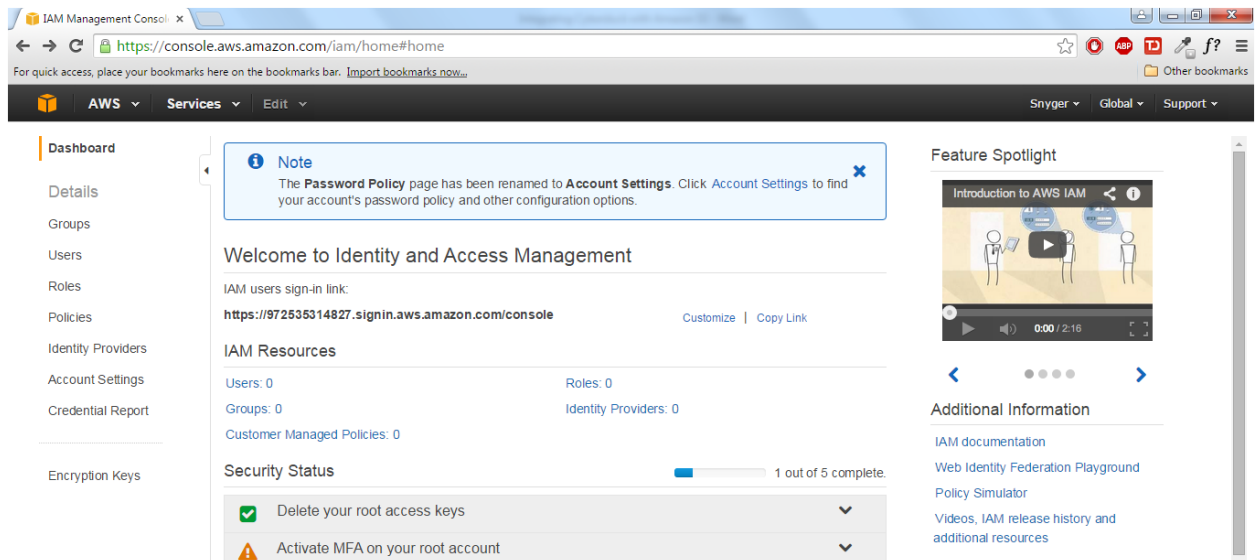 IAM Management Consol
https://console.aws.amazon.com/iam/home#home
ABP
f?
For quick access, place your bookmarks here on the bookmarks bar. Import bookmarks now...
Other bookmarks
AWS Services Edit
Snyger Global Support
Dashboard
Details
Groups
Users
Roles
Policies
Identity Providers
Account Settings
Credential Report
Encryption Keys
Note
The Password Policy page has been renamed to Account Settings. Click Account Settings to find
your account's password policy and other configuration options.
Welcome to Identity and Access Management
IAM users sign-in link:
https://972535314827.signin.aws.amazon.com/console
Customize | Copy Link
IAM Resources
Users: 0
Roles: 0
Groups: 0
Identity Providers: 0
Customer Managed Policies: 0
Security Status
1 out of 5 complete.
Delete your root access keys
Activate MFA on your root account
Feature Spotlight
Introduction to AWS IAM
0:00 / 2:16
Additional Information
IAM documentation
Web Identity Federation Playground
Policy Simulator
Videos, IAM release history and
additional resources